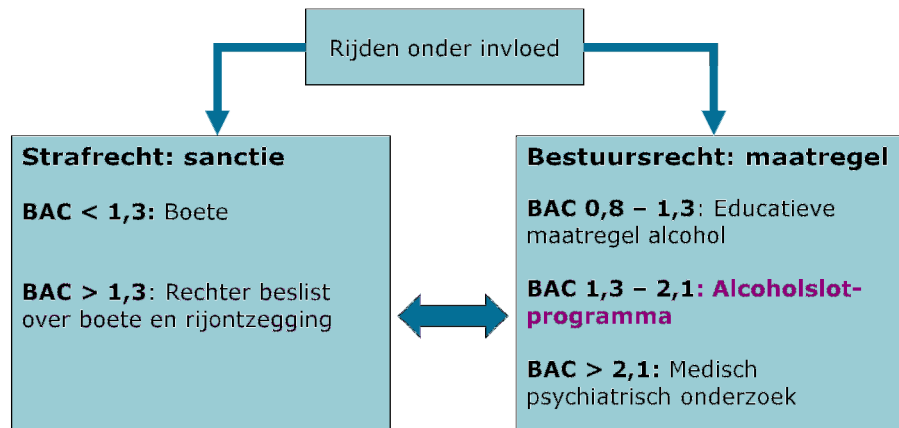 Rijden onder invloed
Strafrecht: sanctie
BAC < 1,3: Boete
BAC > 1,3: Rechter beslist
over boete en rijontzegging
Bestuursrecht: maatregel
BAC 0,8 – 1,3: Educatieve
maatregel alcohol
BAC 1,3 – 2,1: Alcoholslot-
programma
BAC > 2,1: Medisch
psychiatrisch onderzoek